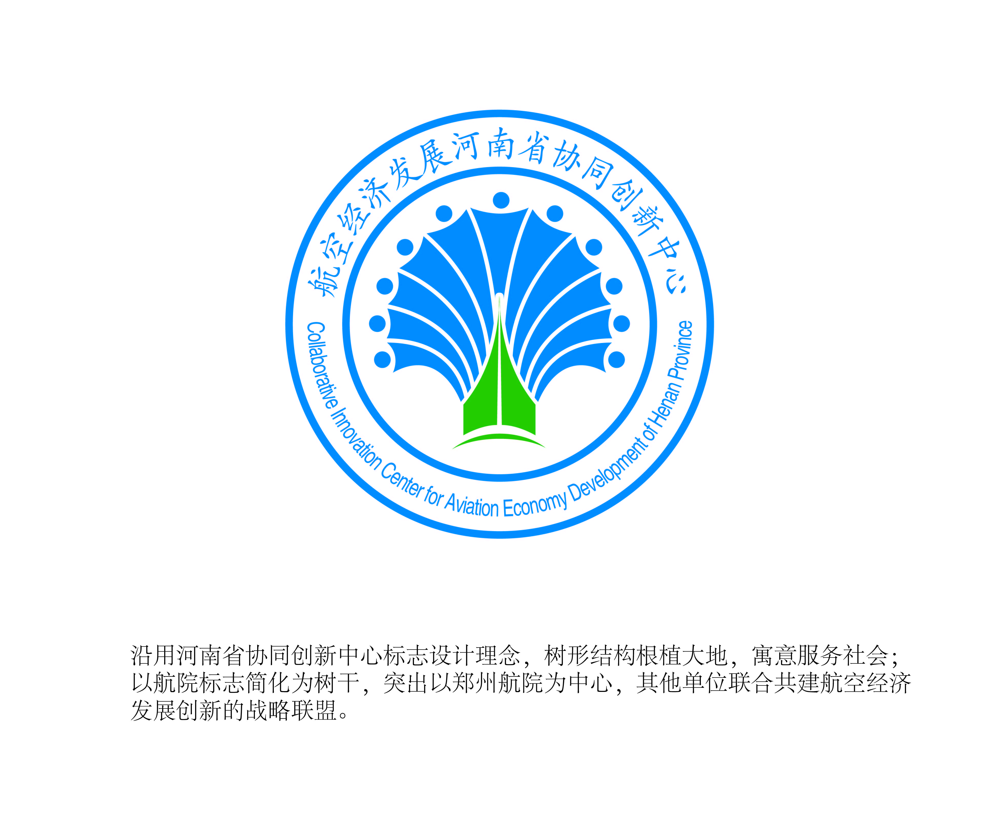 航空经济发展河南省协同创新中心
Collaborative Innovation Center for Aviation Economy Development of Henan Province
沿用河南省协同创新中心标志设计理念，树形结构根植大地，寓意服务社会；
以航院标志简化为树干，突出以郑州航院为中心，其他单位联合共建航空经济
发展创新的战略联盟。